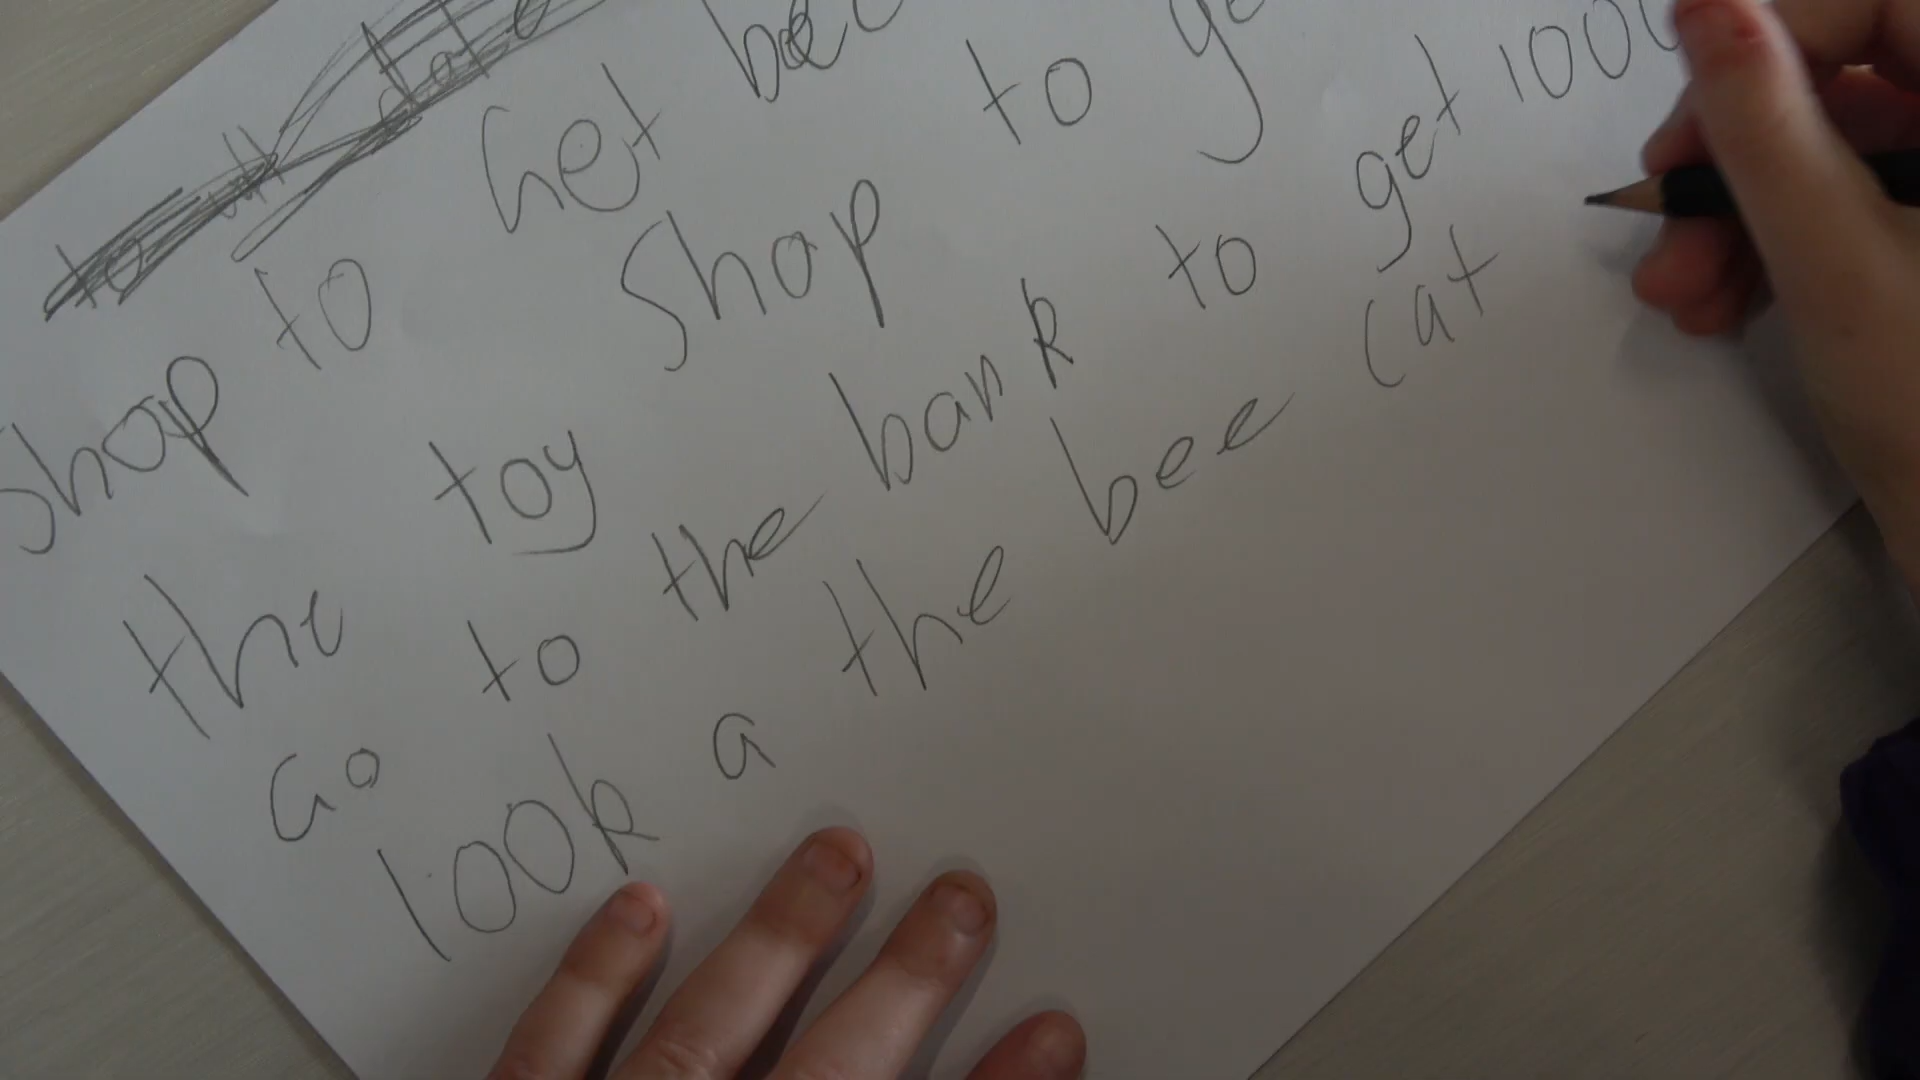 shop to Get
the toy shop to
Go to the bank to get
look a the bee cat